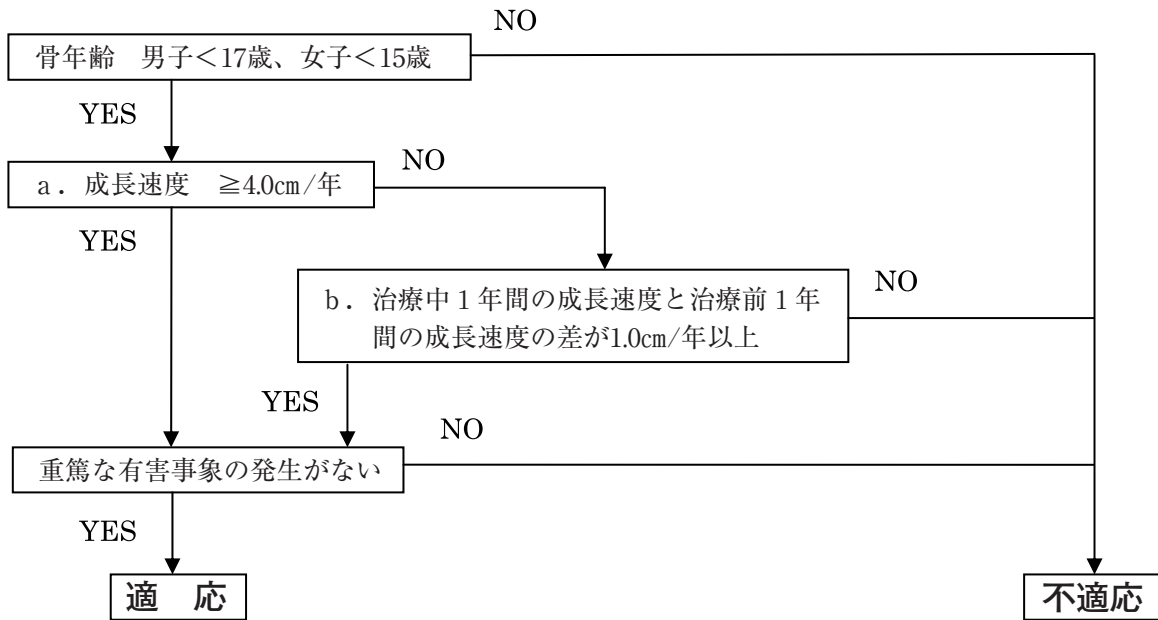 NO
骨年齢 男子<17歳、女子<15歳
YES
NO
a．成長速度 ≧4.0cm/年
YES
NO
b．治療中1年間の成長速度と治療前1年
間の成長速度の差が1.0cm/年以上
YES
NO
重篤な有害事象の発生がない
YES
適 応
不適応